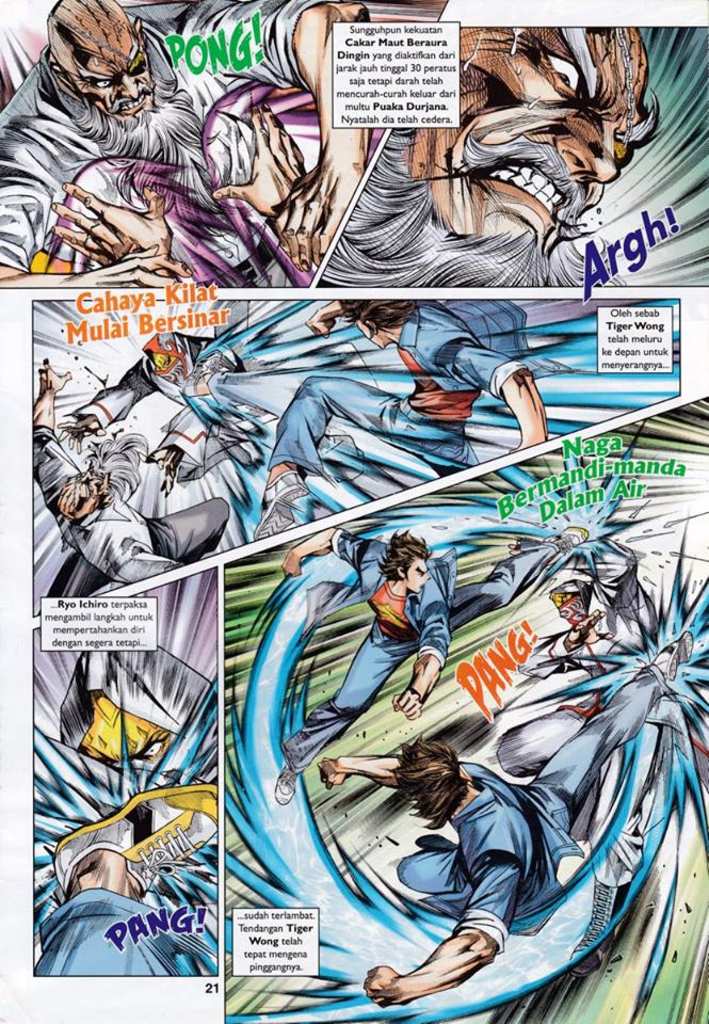 PONG!
Sungguhpun kekuatan
Cakar Maut Beraura
Dingin yang diaktifkan dari
jarak jauh tinggal 30 peratus
saja tetapi darah telah
mencurah-curah keluar dari
multu Puaka Durjana.
Nyatalah dia telah cedera.
Argh!
Cahaya Kilat
Mulai Bersinar
Oleh sebab
Tiger Wong
telah meluru
ke depan untuk
menyerangnya...
...Ryo Ichiro terpaksa
mengambil langkah untuk
mempertahankan diri
dengan segera tetapi...
PANG!
Naga
Bermandi-manda
Dalam Air
PANG!
...sudah terlambat.
Tendangan Tiger
Wong telah
tepat mengena
pinggangnya.
21